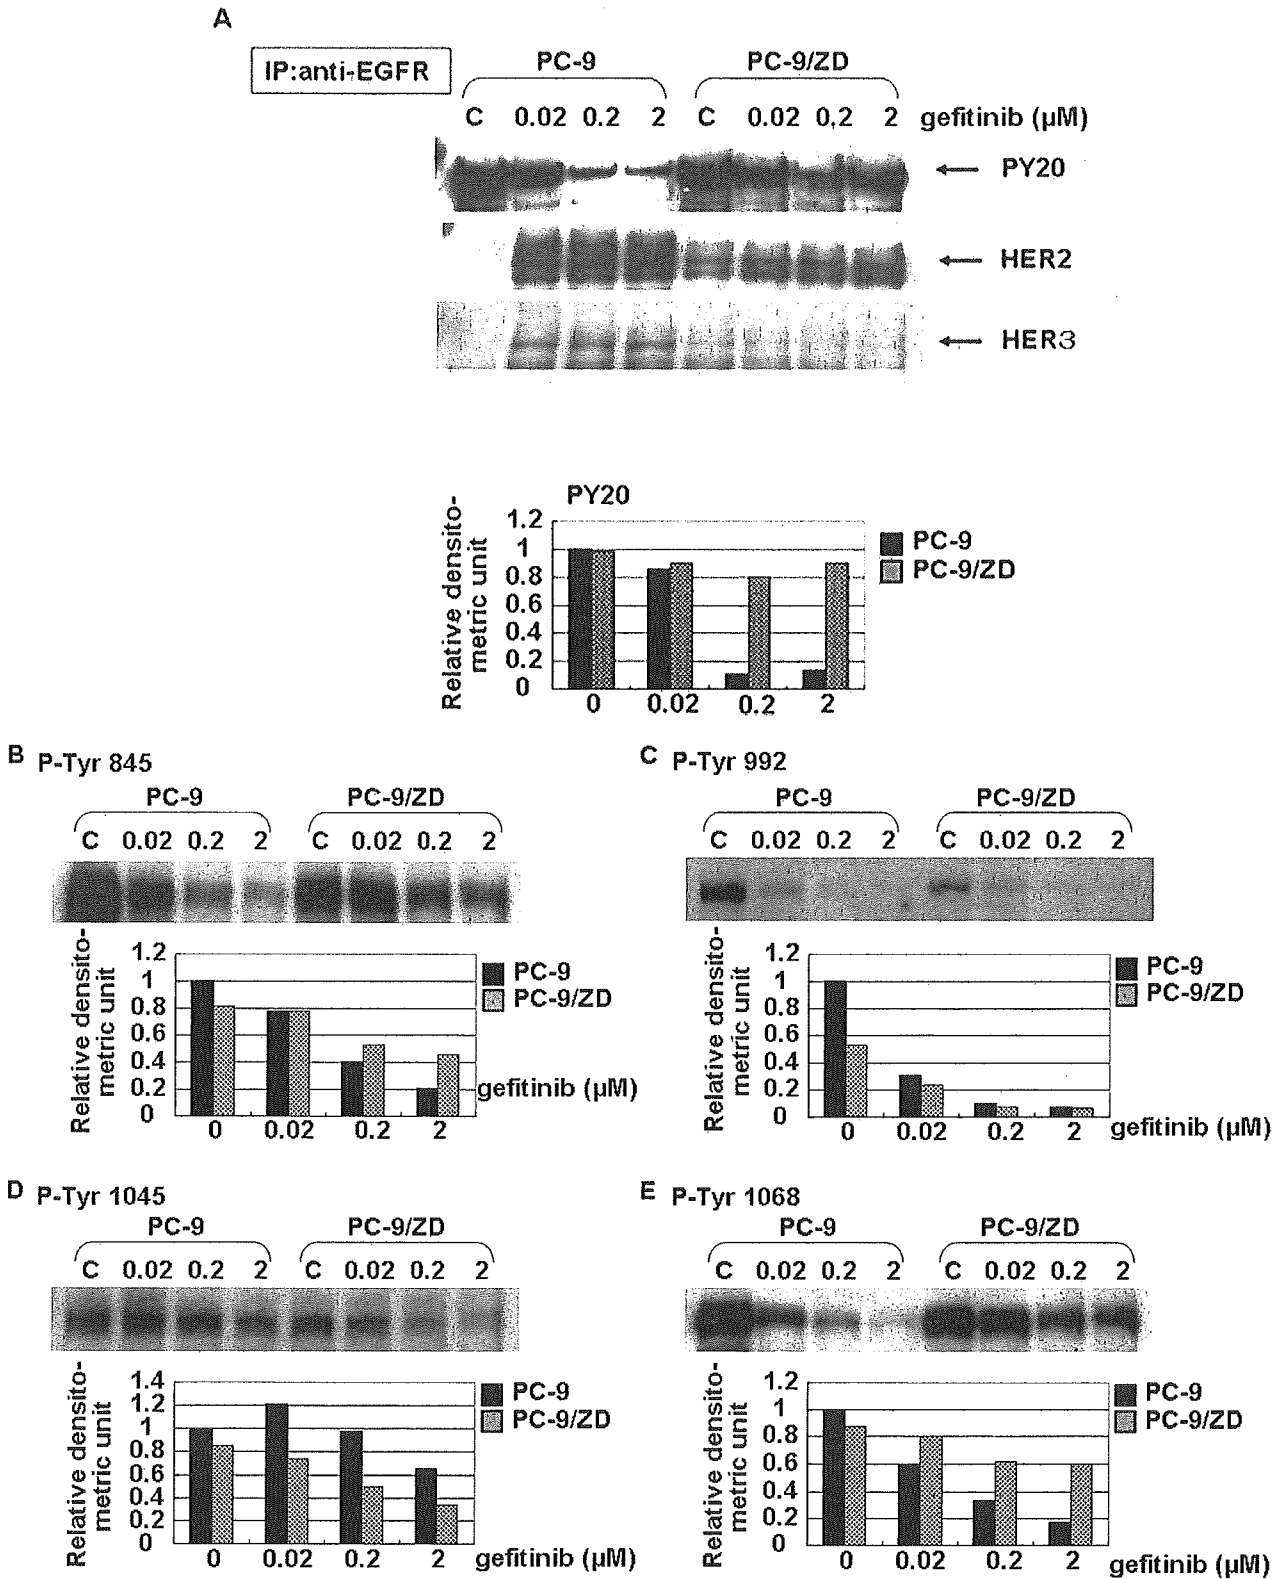 A
IP:anti-EGFR
PC-9 PC-9/ZD
C 0.02 0.2 2 C 0.02 0.2 2 gefitinib (µM)
PY20
HER2
HER3
PY20
Relative densito-
metric unit
1.2
1
0.8
0.6
0.4
0.2
0
0 0.02 0.2 2
PC-9
PC-9/ZD
B P-Tyr 845
PC-9 PC-9/ZD
C 0.02 0.2 2 C 0.02 0.2 2
Relative densito-
metric unit
1.2
1
0.8
0.6
0.4
0.2
0
0 0.02 0.2 2
PC-9
PC-9/ZD
gefitinib (µM)
C P-Tyr 992
PC-9 PC-9/ZD
C 0.02 0.2 2 C 0.02 0.2 2
Relative densito-
metric unit
1.2
1
0.8
0.6
0.4
0.2
0
0 0.02 0.2 2 gefitinib (µM)
PC-9
PC-9/ZD
D P-Tyr 1045
PC-9 PC-9/ZD
C 0.02 0.2 2 C 0.02 0.2 2
Relative densito-
metric unit
1.4
1.2
1
0.8
0.6
0.4
0.2
0
0 0.02 0.2 2 gefitinib (µM)
PC-9
PC-9/ZD
E P-Tyr 1068
PC-9 PC-9/ZD
C 0.02 0.2 2 C 0.02 0.2 2
Relative densito-
metric unit
1.2
1
0.8
0.6
0.4
0.2
0
0 0.02 0.2 2 gefitinib (µM)
PC-9
PC-9/ZD